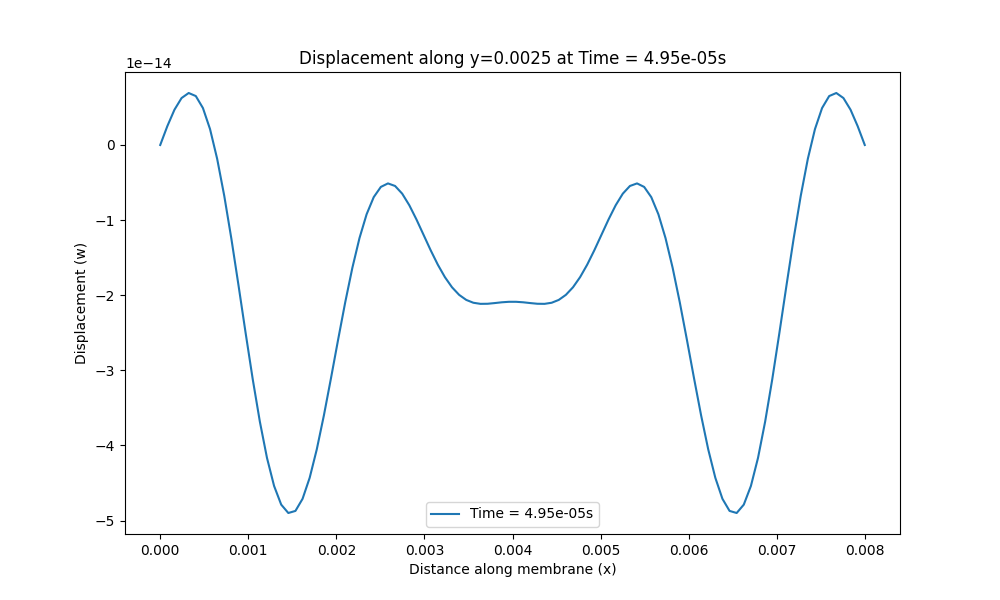 Displacement along y=0.0025 at Time = 4.95e-05s
1e−14
0
−1
−2
−3
−4
−5
Displacement (w)
Time = 4.95e-05s
0.000 0.001 0.002 0.003 0.004 0.005 0.006 0.007 0.008
Distance along membrane (x)